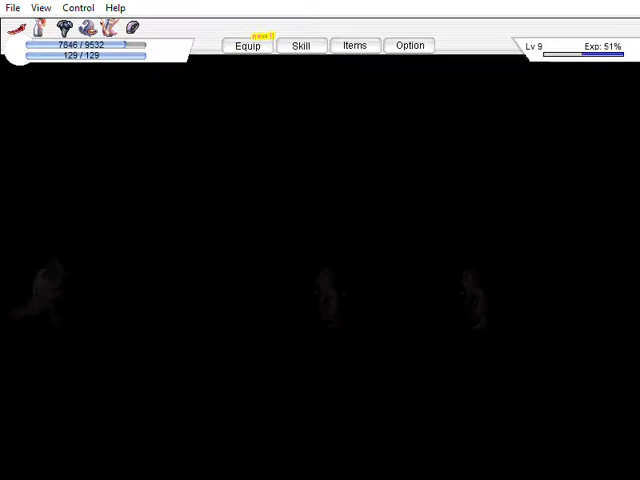 File View Control Help
new !!
7846 / 9532 Equip Skill Items Option Lv 9 Exp: 51%
129 / 129